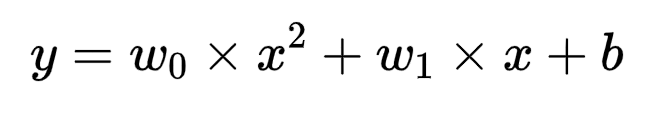 y = w₀ × x² + w₁ × x + b